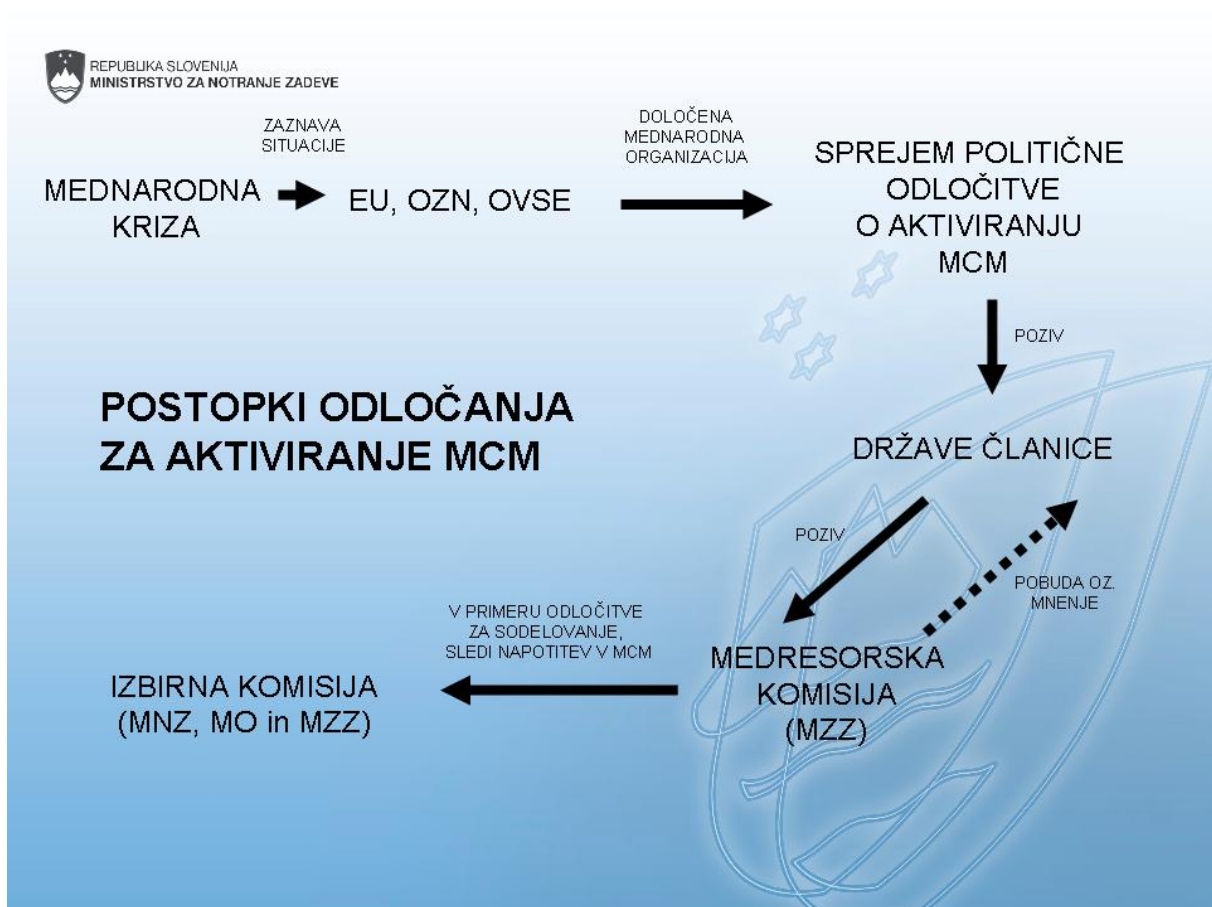 REPUBLIKA SLOVENIJA
MINISTRSTVO ZA NOTRANJE ZADEVE
ZAZNAVA
SITUACIJE
DOLOČENA
MEDNARODNA
ORGANIZACIJA
MEDNARODNA
KRIZA
EU, OZN, OVSE
SPREJEM POLITIČNE
ODLOČITVE
O AKTIVIRANJU
MCM
POZIV
POSTOPKI ODLOČANJA
ZA AKTIVIRANJE MCM
DRŽAVE ČLANICE
POZIV
POBUDA OZ.
MNENJE
V PRIMERU ODLOČITVE
ZA SODELOVANJE,
SLEDI NAPOTITEV V MCM
MEDRESORSKA
KOMISIJA
(MZZ)
IZBIRNA KOMISIJA
(MNZ, MO in MZZ)